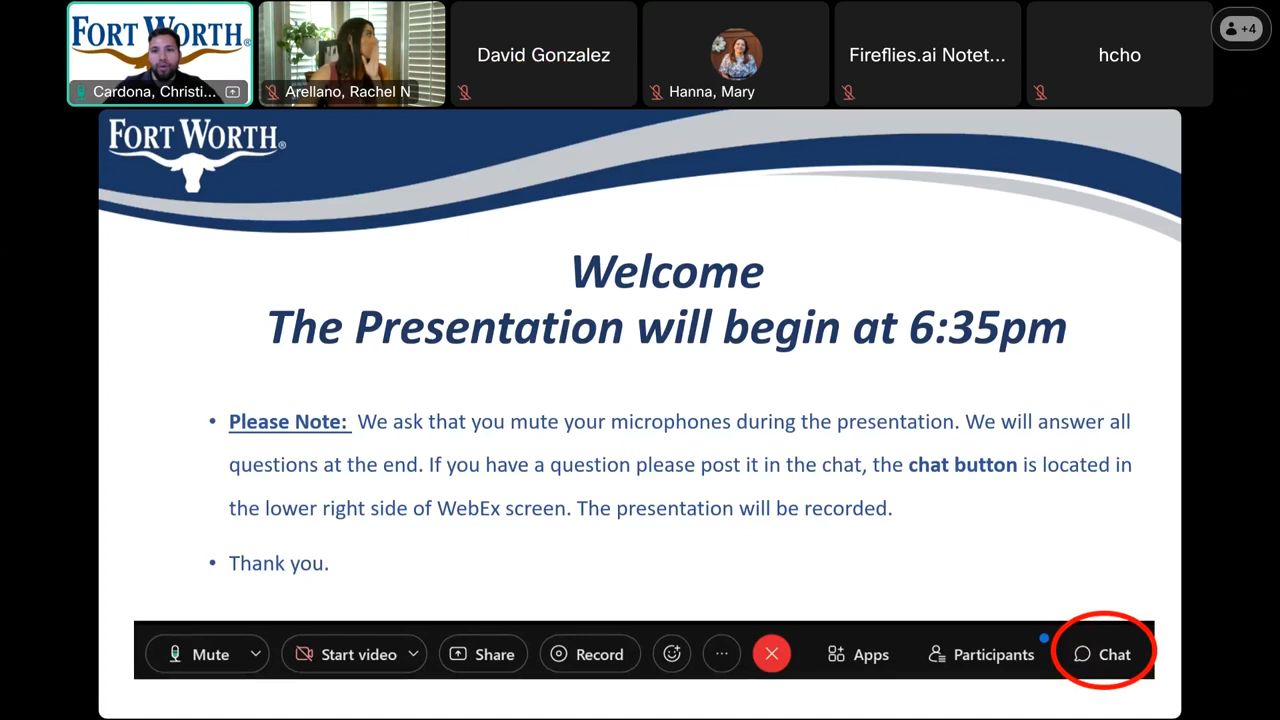 FORT WORTH
Cardona, Christi...
Arellano, Rachel N
David Gonzalez
Hanna, Mary
Fireflies.ai Notet...
hcho
+4
FORT WORTH®
Welcome
The Presentation will begin at 6:35pm
• Please Note: We ask that you mute your microphones during the presentation. We will answer all
questions at the end. If you have a question please post it in the chat, the chat button is located in
the lower right side of WebEx screen. The presentation will be recorded.
• Thank you.
Mute
Start video
Share
Record
...
Apps
Participants
Chat